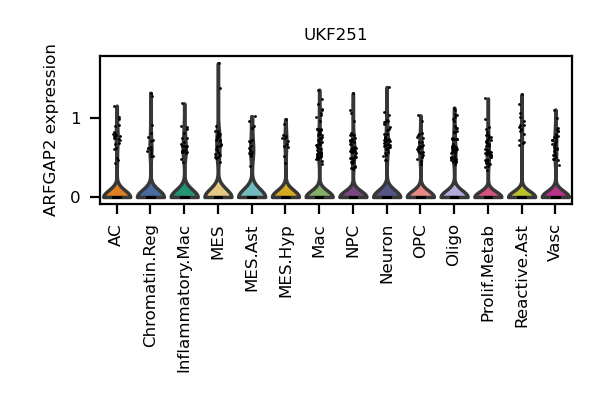 UKF251
ARFGAP2 expression
1
0
AC
Chromatin.Reg
Inflammatory.Mac
MES
MES.Ast
MES.Hyp
Mac
NPC
Neuron
OPC
Oligo
Prolif.Metab
Reactive.Ast
Vasc